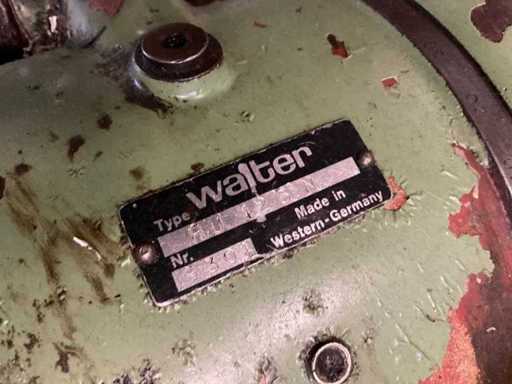 walter
Type
Made in
Nr.
Western-Germany